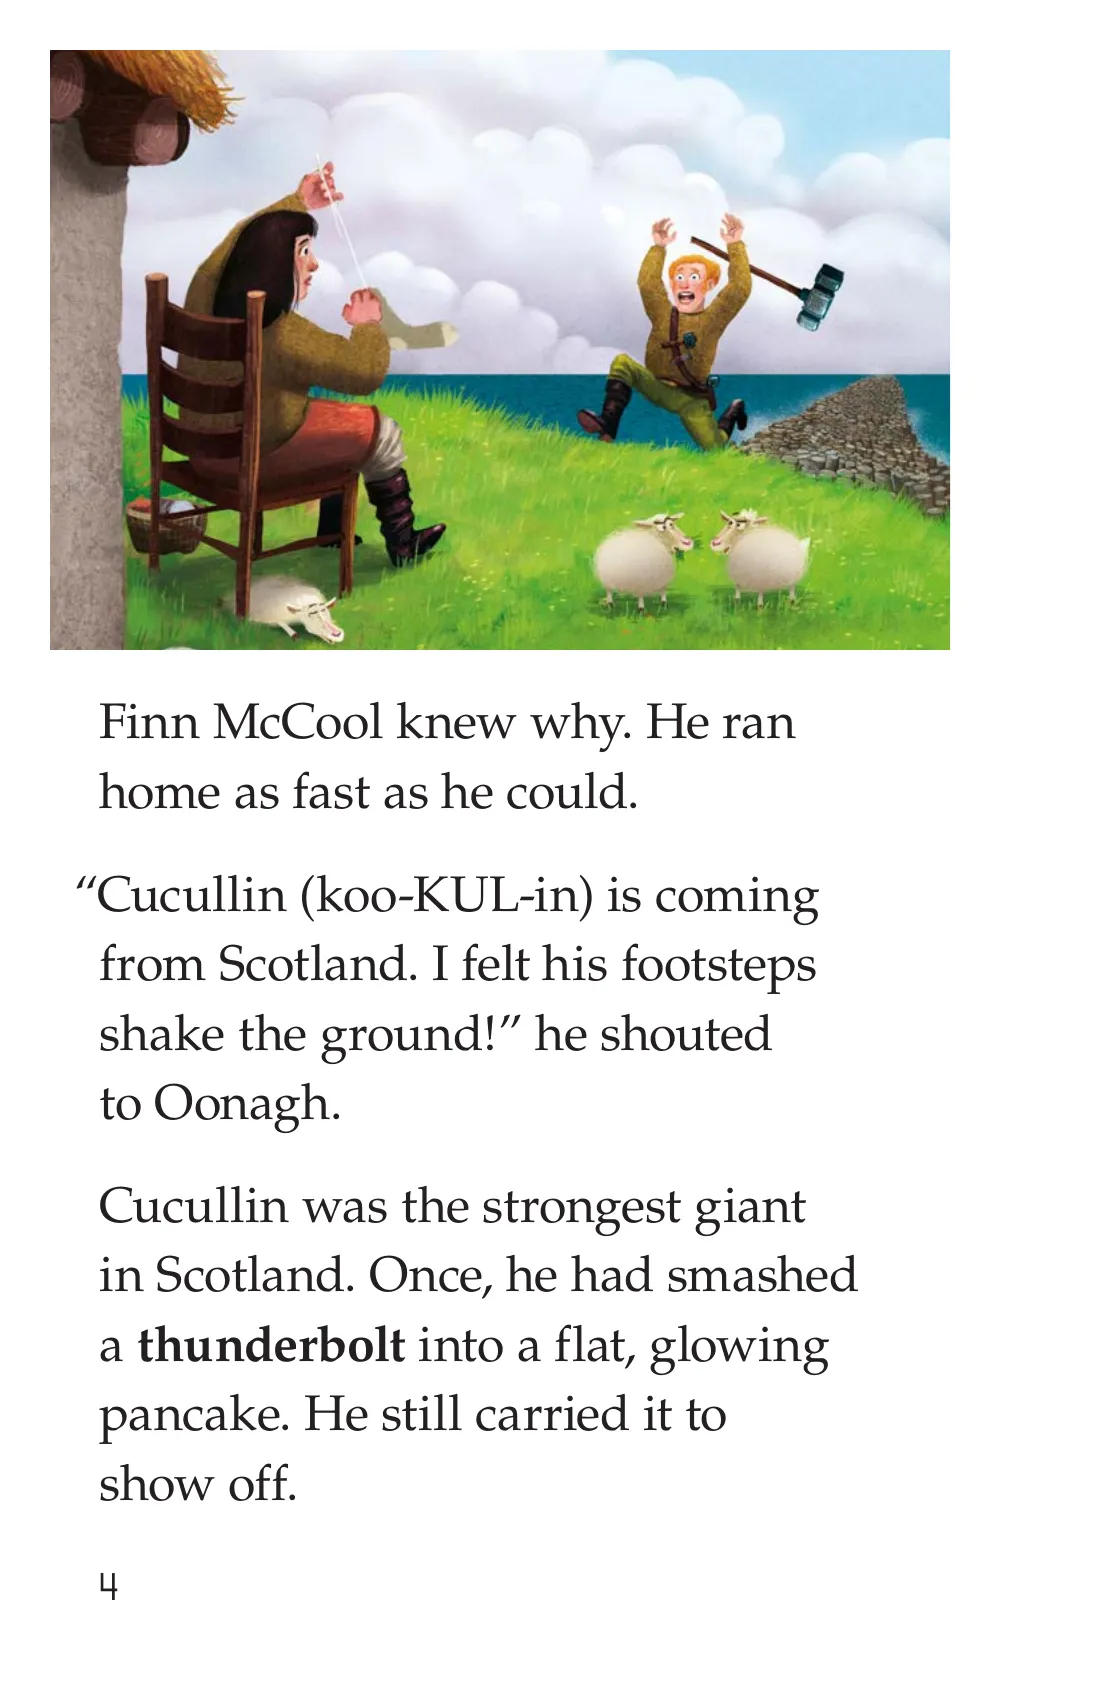 Finn McCool knew why. He ran
home as fast as he could.
“Cucullin (koo-KUL-in) is coming
from Scotland. I felt his footsteps
shake the ground!” he shouted
to Oonagh.
Cucullin was the strongest giant
in Scotland. Once, he had smashed
a thunderbolt into a flat, glowing
pancake. He still carried it to
show off.
4